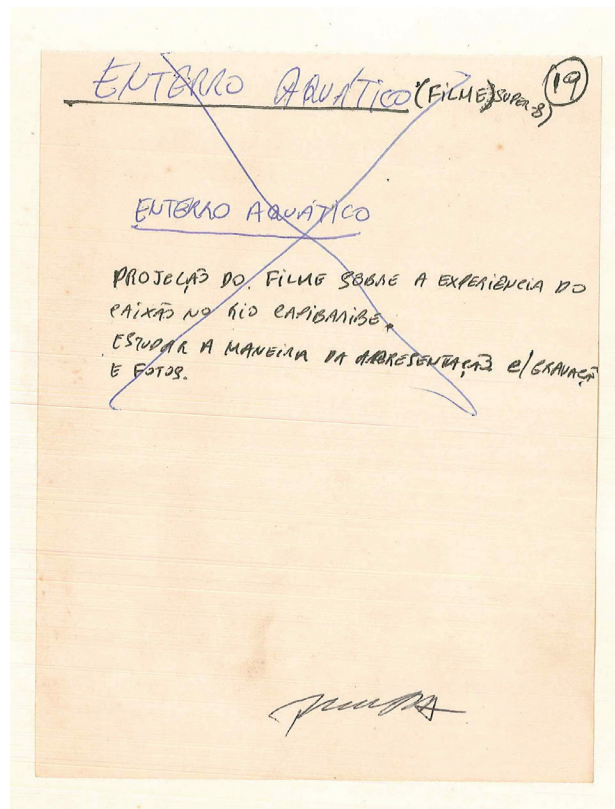 ENTERRO AQUÁTICO (FILME) SUPER-8) 19
ENTERRO AQUÁTICO
PROJEÇÃO DO FILME SOBRE A EXPERIÊNCIA DO
CAIXÃO NO RIO CAPIBARIBE.
ESTUDAR A MANEIRA DA APRESENTAÇÃO C/GRAVAÇÃO
E FOTOS.